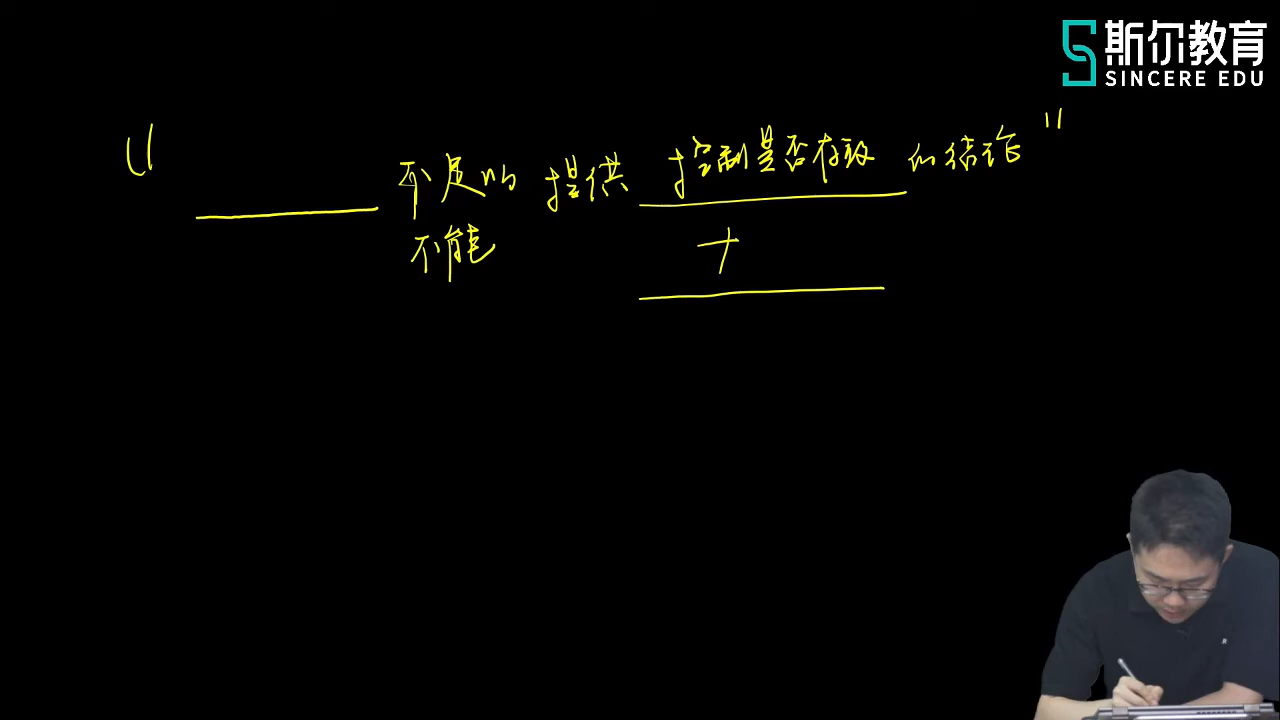 斯尔教育
SINCERE EDU
“ ______ 不足以 提供 控制是否有效 的结论 ”
不能